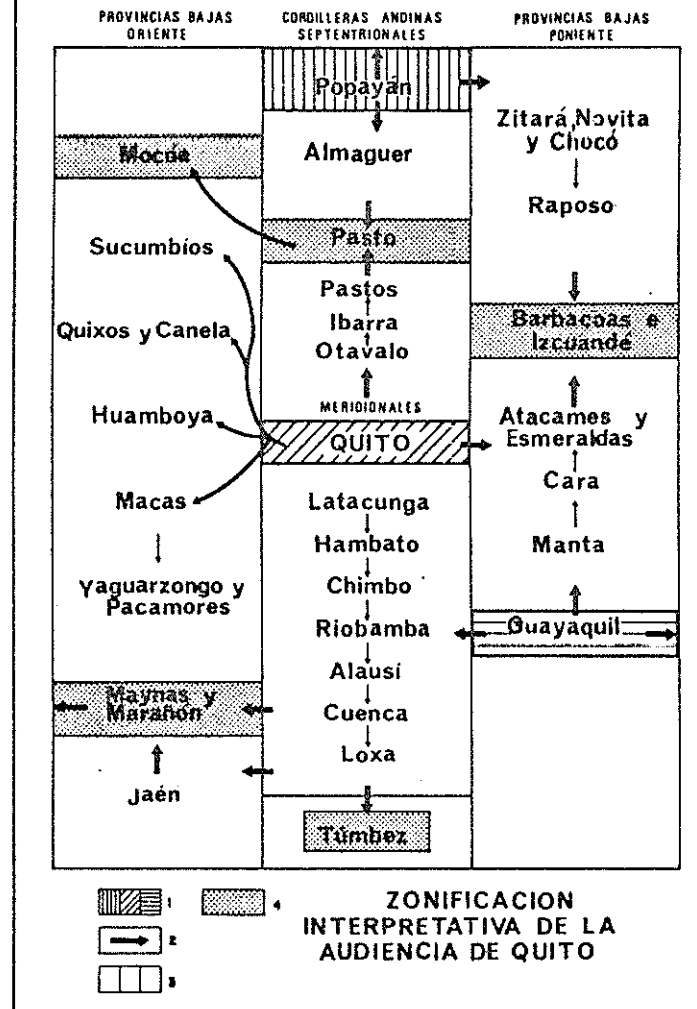 PROVINCIAS BAJAS
ORIENTE
CORDILLERAS ANDINAS
SEPTENTRIONALES
PROVINCIAS BAJAS
PONIENTE
Popayán
Almaguer
Zitará, Novita
y Chocó
Raposo
Mocoa
Pasto
Sucumbíos
Pastos
Quixos y Canela
Ibarra
Otavalo
Barbacoas e
Izcuande
Huamboya
MERIDIONALES
QUITO
Atacames y
Esmeraldas
Macas
Latacunga
Cara
Hambato
Manta
Yaguarzongo y
Pacamores
Chimbo
Riobamba
Guayaquil
Alausí
Maynas y
Marañón
Cuenca
Loxa
Jaén
Túmbez
1
4
2
3
ZONIFICACION
INTERPRETATIVA DE LA
AUDIENCIA DE QUITO